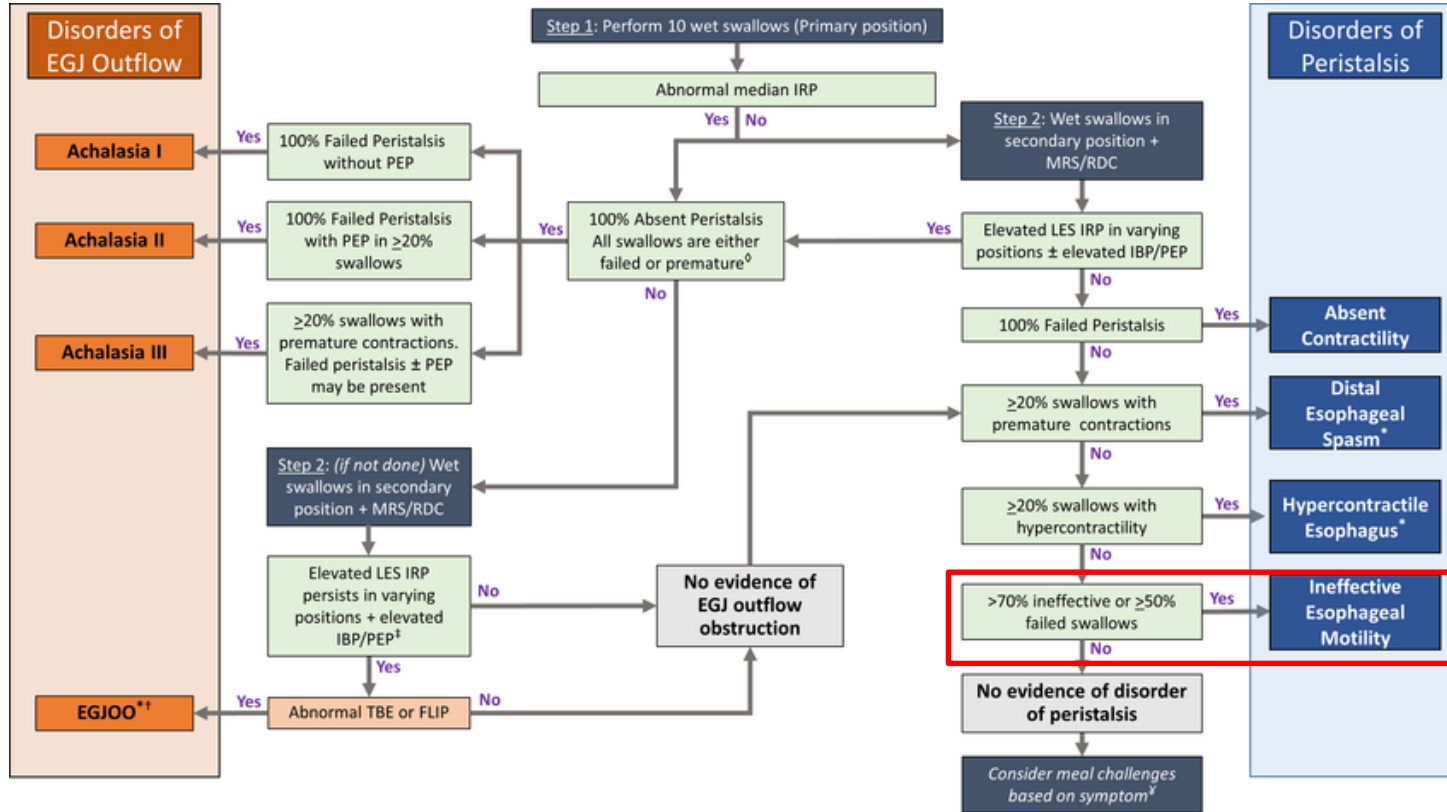 Disorders of
EGJ Outflow
Step 1: Perform 10 wet swallows (Primary position)
Disorders of
Peristalsis
Abnormal median IRP
Yes
No
Step 2: Wet swallows in
secondary position +
MRS/RDC
Achalasia I
Yes
100% Failed Peristalsis
without PEP
Achalasia II
Yes
100% Failed Peristalsis
with PEP in ≥20%
swallows
Yes
100% Absent Peristalsis
All swallows are either
failed or premature◊
Yes
Elevated LES IRP in varying
positions ± elevated IBP/PEP
No
No
Achalasia III
Yes
≥20% swallows with
premature contractions.
Failed peristalsis ± PEP
may be present
100% Failed Peristalsis
Yes
Absent
Contractility
No
≥20% swallows with
premature contractions
Yes
Distal
Esophageal
Spasm*
No
Step 2: (if not done) Wet
swallows in secondary
position + MRS/RDC
≥20% swallows with
hypercontractility
Yes
Hypercontractile
Esophagus*
No
Elevated LES IRP
persists in varying
positions + elevated
IBP/PEP‡
No
No evidence of
EGJ outflow
obstruction
>70% ineffective or ≥50%
failed swallows
Yes
Ineffective
Esophageal
Motility
Yes
No
EGJOO*†
Yes
Abnormal TBE or FLIP
No
No evidence of disorder
of peristalsis
Consider meal challenges
based on symptom¥